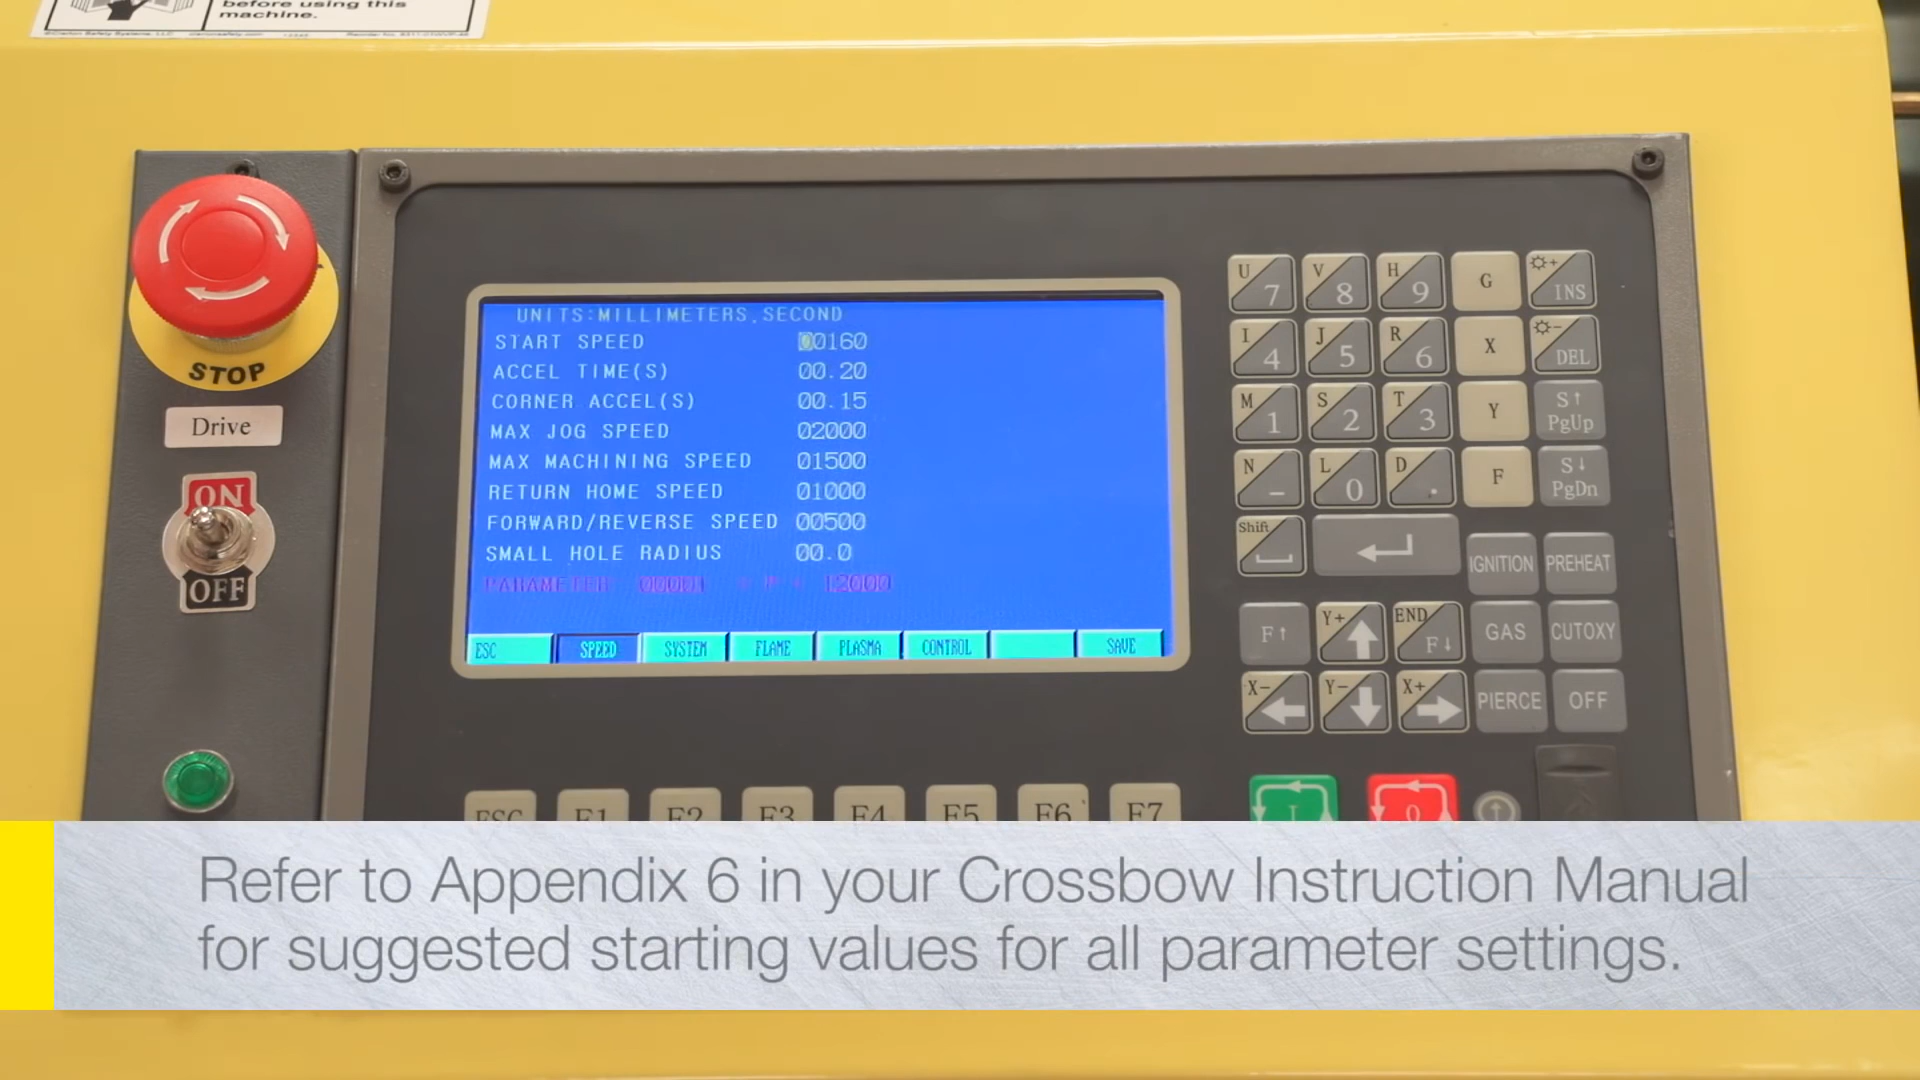 before using this
machine.
STOP
Drive
ON
OFF
UNITS:MILLIMETERS,SECOND
START SPEED 00160
ACCEL TIME(S) 00.20
CORNER ACCEL(S) 00.15
MAX JOG SPEED 02000
MAX MACHINING SPEED 01500
RETURN HOME SPEED 01000
FORWARD/REVERSE SPEED 00500
SMALL HOLE RADIUS 00.0
PARAMETER 00001 < P < 12000
ESC SPEED SYSTEM FLAME PLASMA CONTROL SAVE
U 7 V 8 H 9 G INS
I 4 J 5 R 6 X DEL
M 1 S 2 T 3 Y S↑ PgUp
N - L 0 D . F S↓ PgDn
Shift IGNITION PREHEAT
F↑ Y+ END F↓ GAS CUTOXY
X- Y- X+ PIERCE OFF
ESC F1 F2 F3 F4 F5 F6 F7
Refer to Appendix 6 in your Crossbow Instruction Manual
for suggested starting values for all parameter settings.